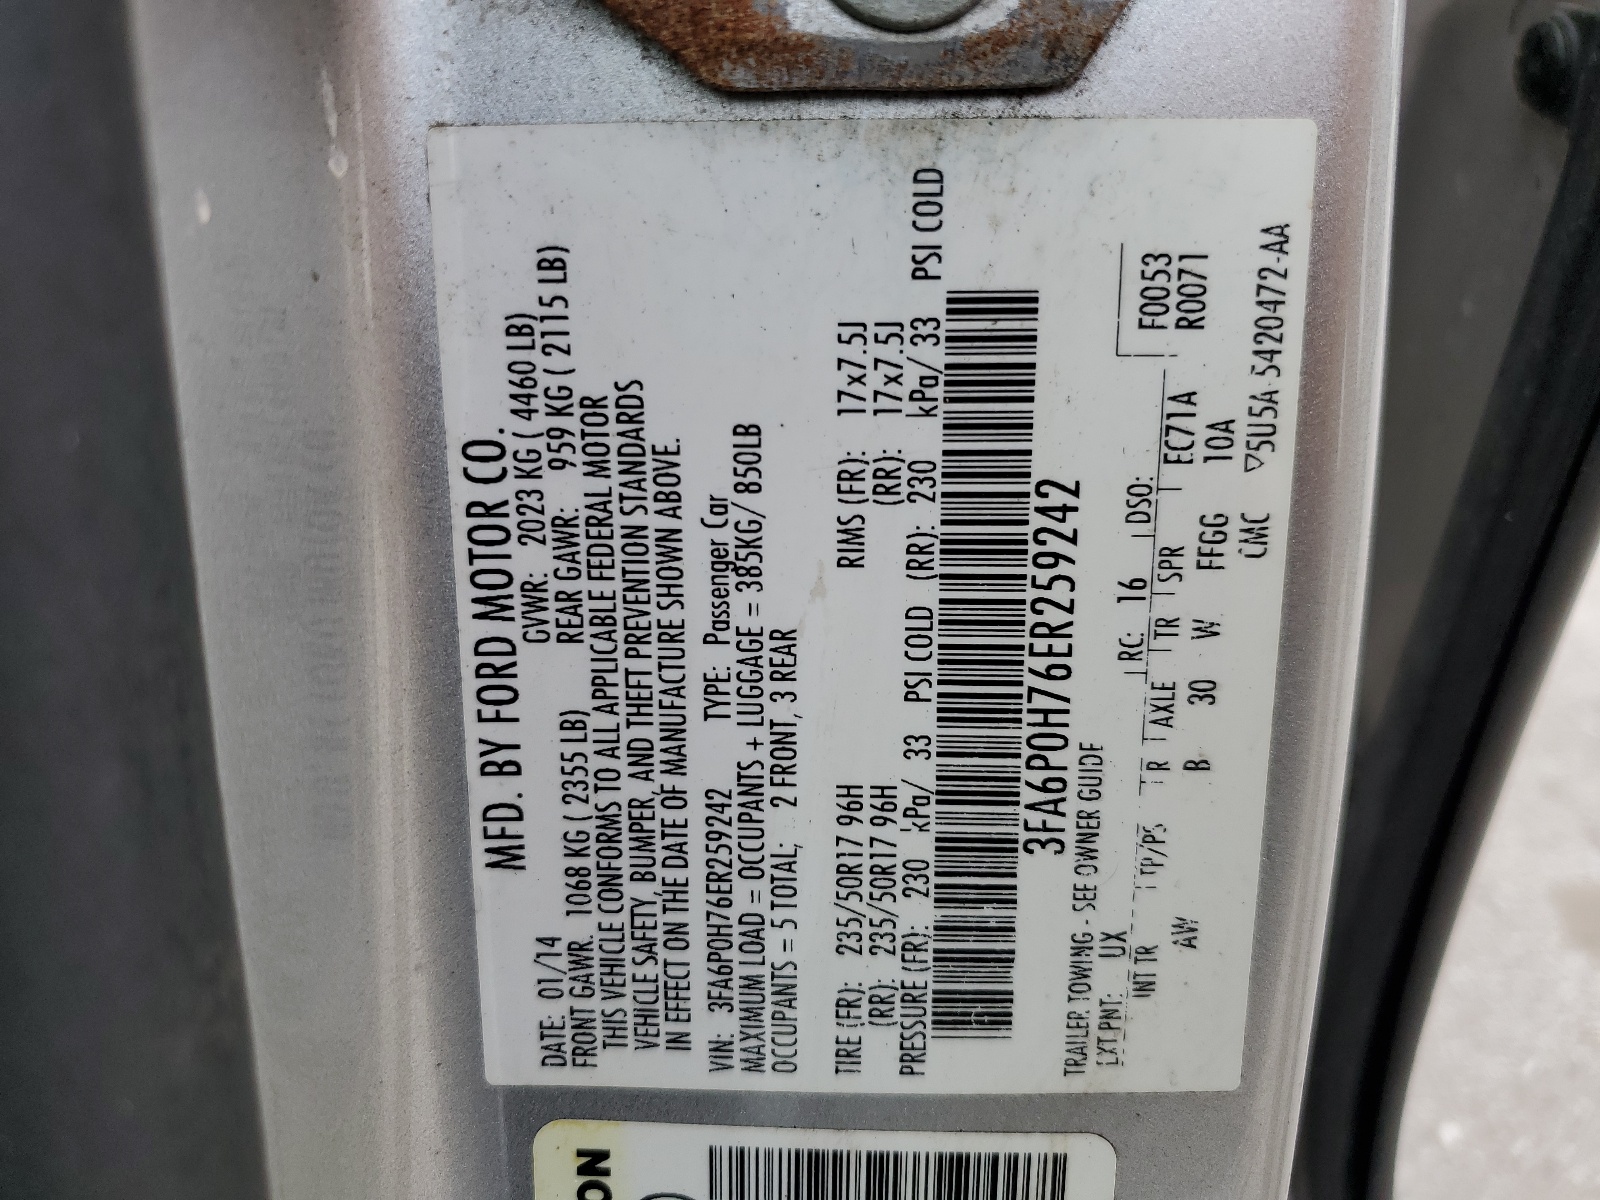 MFD. BY FORD MOTOR CO.
DATE: 01/14 GVWR: 2023 KG ( 4460 LB)
FRONT GAWR: 1068 KG ( 2355 LB) REAR GAWR: 959 KG ( 2115 LB)
THIS VEHICLE CONFORMS TO ALL APPLICABLE FEDERAL MOTOR
VEHICLE SAFETY, BUMPER, AND THEFT PREVENTION STANDARDS
IN EFFECT ON THE DATE OF MANUFACTURE SHOWN ABOVE.
VIN: 3FA6P0H76ER259242 TYPE: Passenger Car
MAXIMUM LOAD = OCCUPANTS + LUGGAGE = 385KG/ 850LB
OCCUPANTS = 5 TOTAL; 2 FRONT, 3 REAR
TIRE (FR): 235/50R17 96H RIMS (FR): 17x7.5J
(RR): 235/50R17 96H (RR): 17x7.5J
PRESSURE (FR): 230 kPa/ 33 PSI COLD (RR): 230 kPa/ 33 PSI COLD
3FA6P0H76ER259242
TRAILER TOWING - SEE OWNER GUIDE
EXT PNT: UX RC: 16 DSO: F0053
R0071
INT TR TP/PS TR AXLE TR SPR EC71A
AW B 30 W FFGG 10A
CMC ▽5U5A-5420472-AA
ON